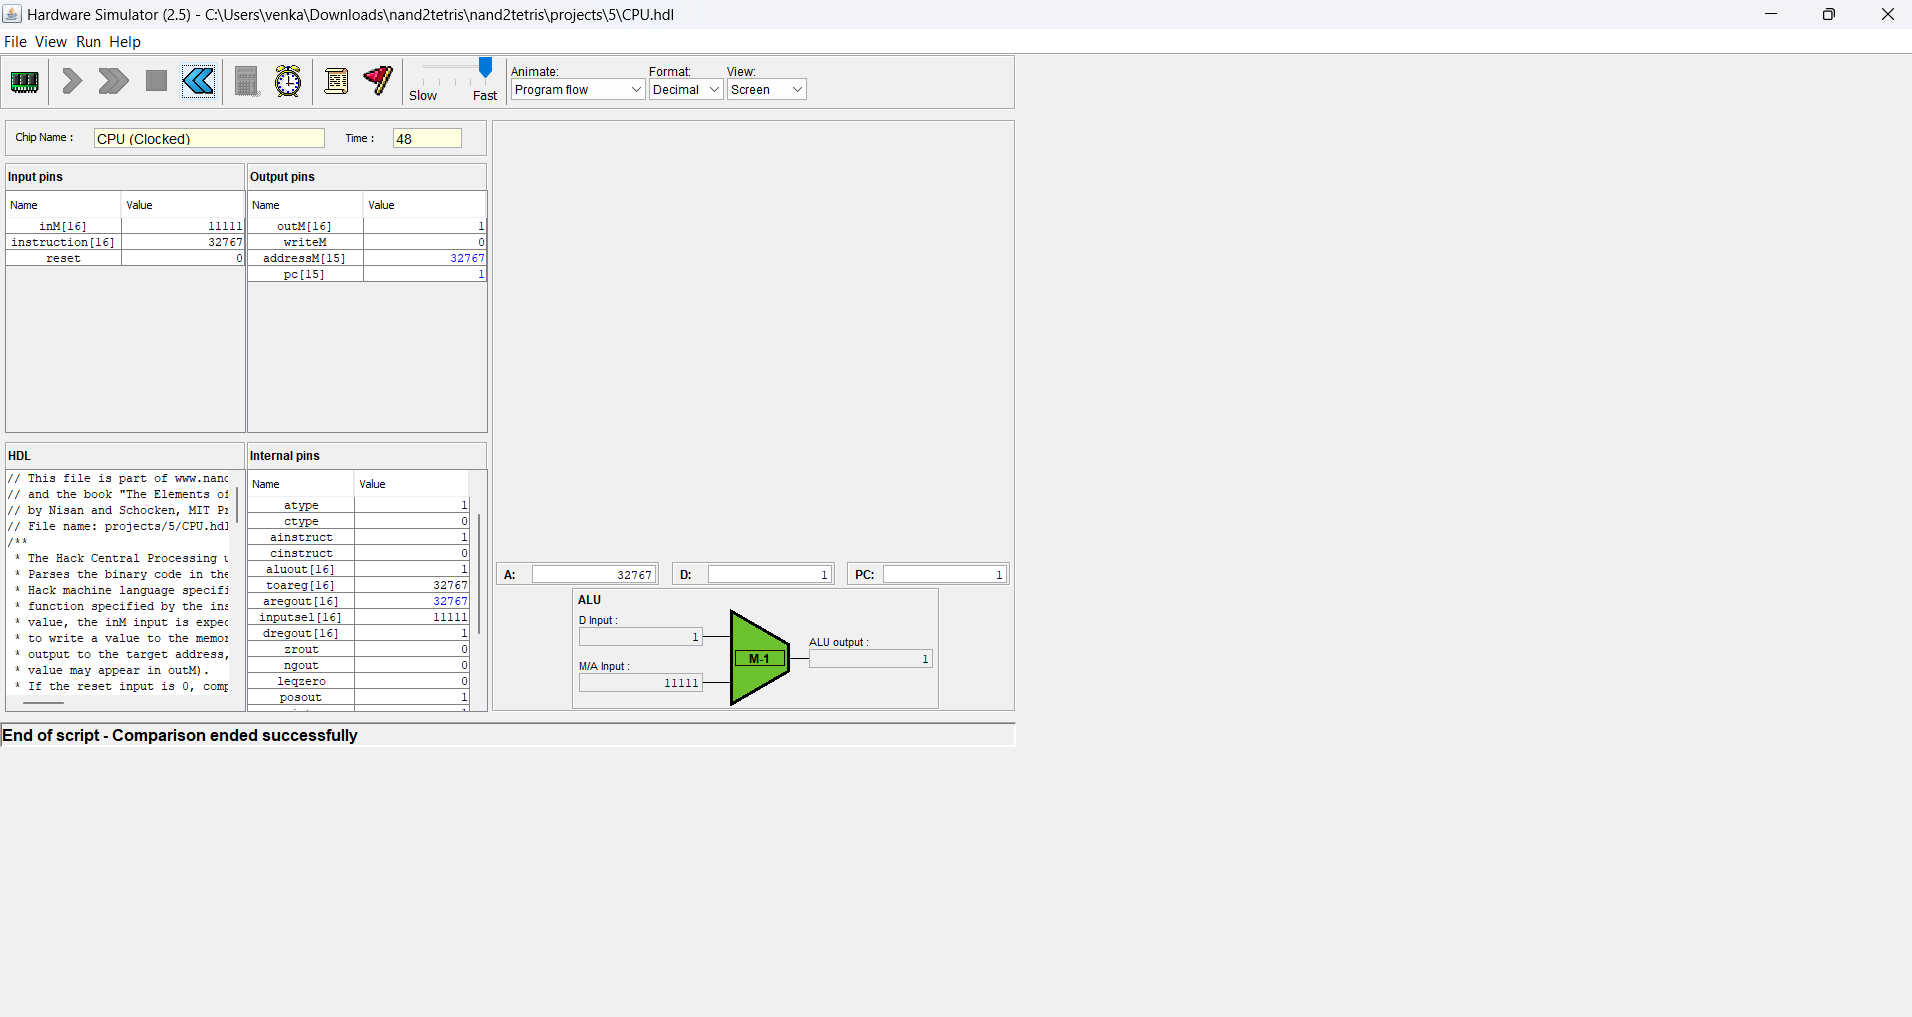 Hardware Simulator (2.5) - C:\Users\venka\Downloads\nand2tetris\nand2tetris\projects\5\CPU.hdl
File View Run Help
Slow Fast
Animate: Format: View:
Program flow Decimal Screen
Chip Name : CPU (Clocked) Time : 48
Input pins
Name Value
inM[16] 11111
instruction[16] 32767
reset 0
Output pins
Name Value
outM[16] 1
writeM 0
addressM[15] 32767
pc[15] 1
HDL
// This file is part of www.nand
// and the book "The Elements of
// by Nisan and Schocken, MIT Pr
// File name: projects/5/CPU.hdl
/**
* The Hack Central Processing u
* Parses the binary code in the
* Hack machine language specifi
* function specified by the ins
* value, the inM input is expec
* to write a value to the memor
* output to the target address,
* value may appear in outM).
* If the reset input is 0, comp
Internal pins
Name Value
atype 1
ctype 0
ainstruct 1
cinstruct 0
aluout[16] 1
toareg[16] 32767
aregout[16] 32767
inputsel[16] 11111
dregout[16] 1
zrout 0
ngout 0
leqzero 0
posout 1
A: 32767 D: 1 PC: 1
ALU
D Input :
1
M/A Input :
11111
M-1
ALU output :
1
End of script - Comparison ended successfully